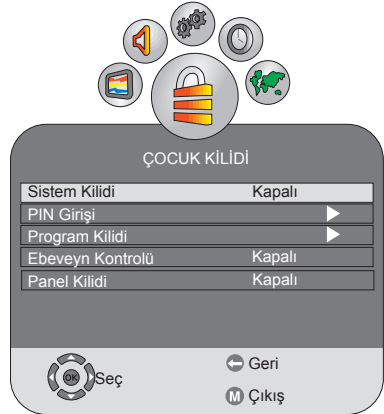 ÇOCUK KİLİDİ
Sistem Kilidi Kapalı
PIN Girişi
Program Kilidi
Ebeveyn Kontrolü Kapalı
Panel Kilidi Kapalı
OK Seç
Geri
M Çıkış